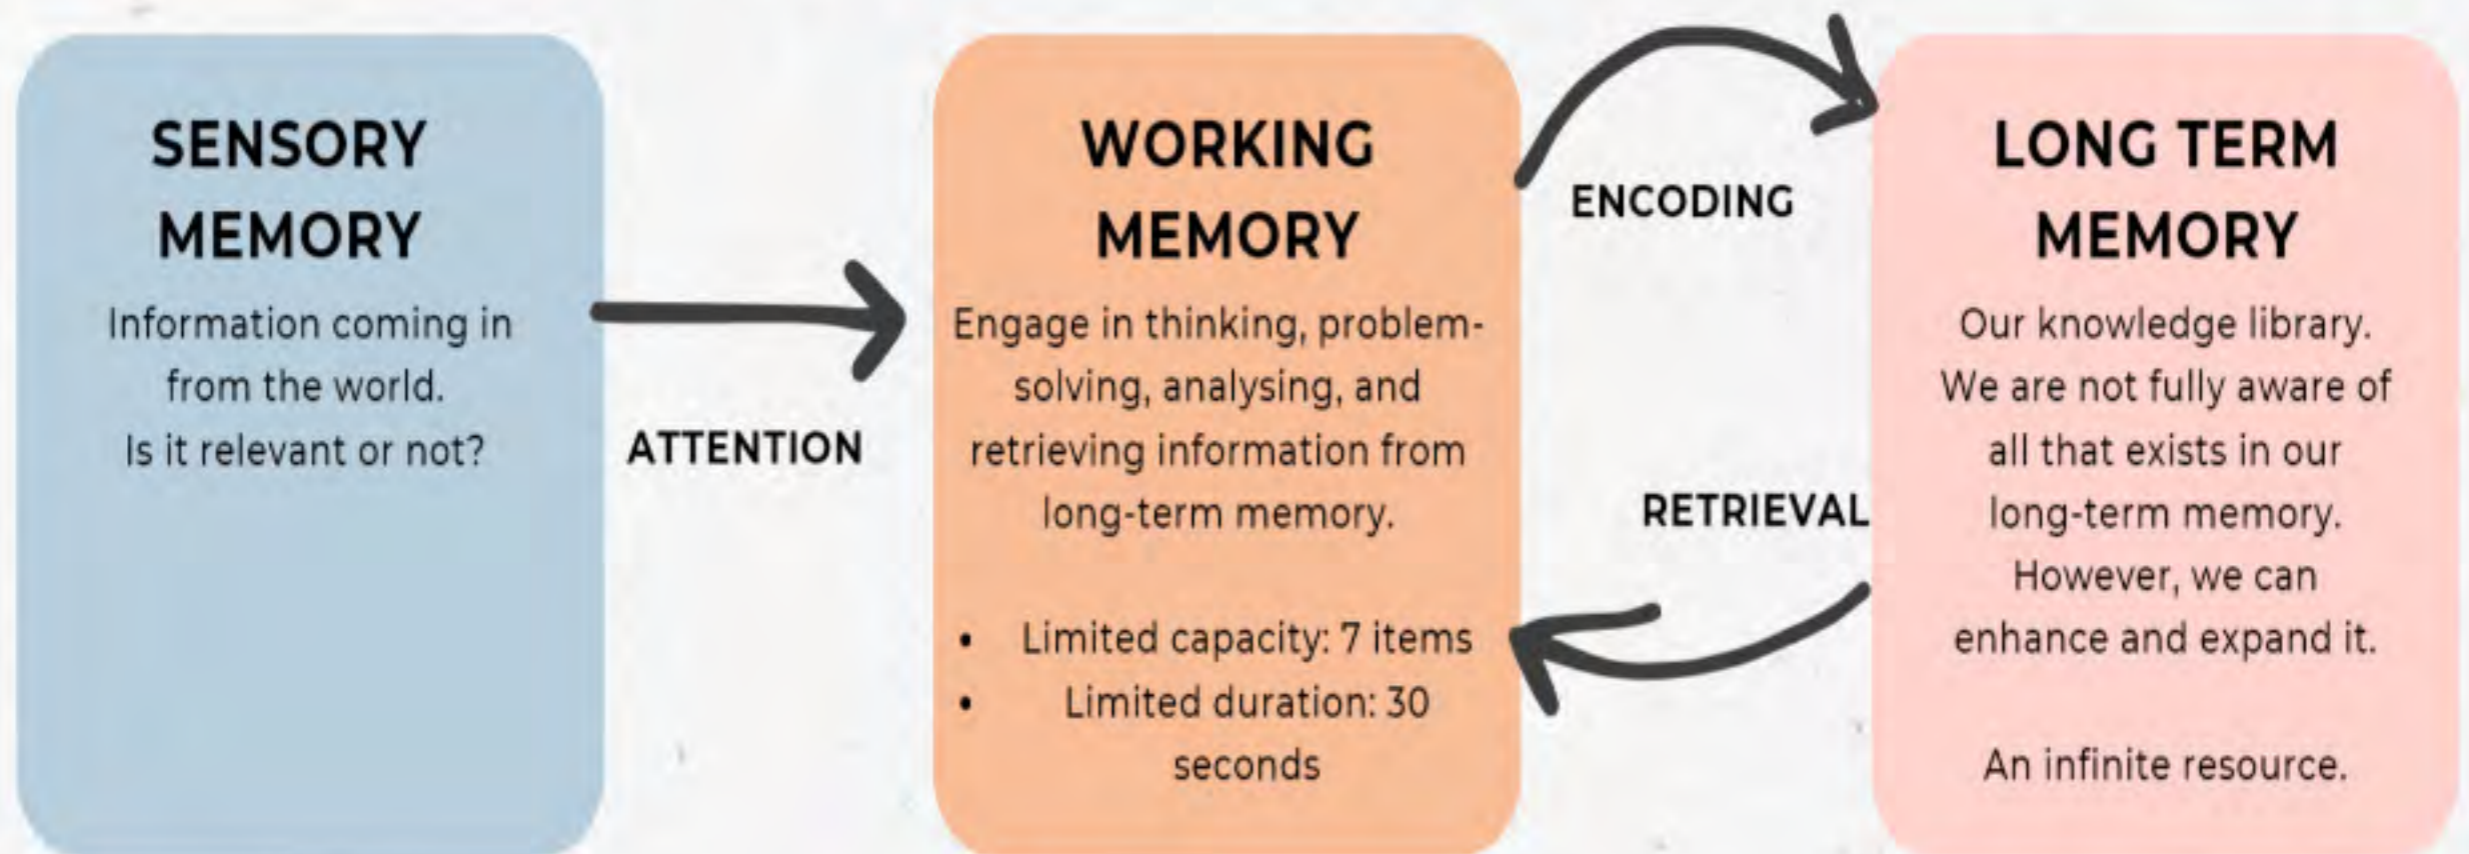 SENSORY
MEMORY
Information coming in
from the world.
Is it relevant or not?
ATTENTION
WORKING
MEMORY
Engage in thinking, problem-
solving, analysing, and
retrieving information from
long-term memory.
• Limited capacity: 7 items
• Limited duration: 30
seconds
ENCODING
RETRIEVAL
LONG TERM
MEMORY
Our knowledge library.
We are not fully aware of
all that exists in our
long-term memory.
However, we can
enhance and expand it.
An infinite resource.